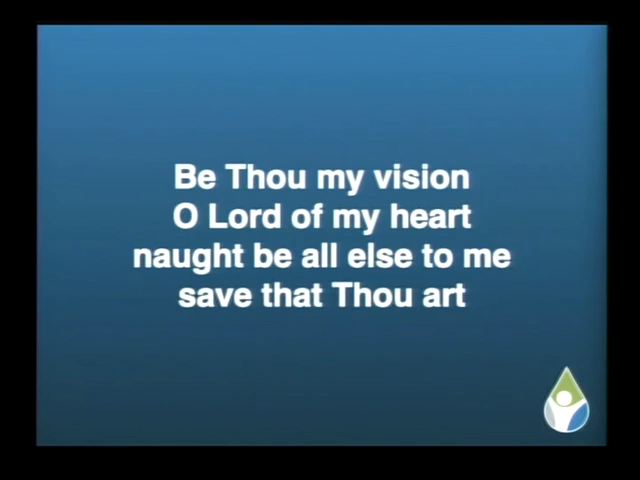 Be Thou my vision
O Lord of my heart
naught be all else to me
save that Thou art